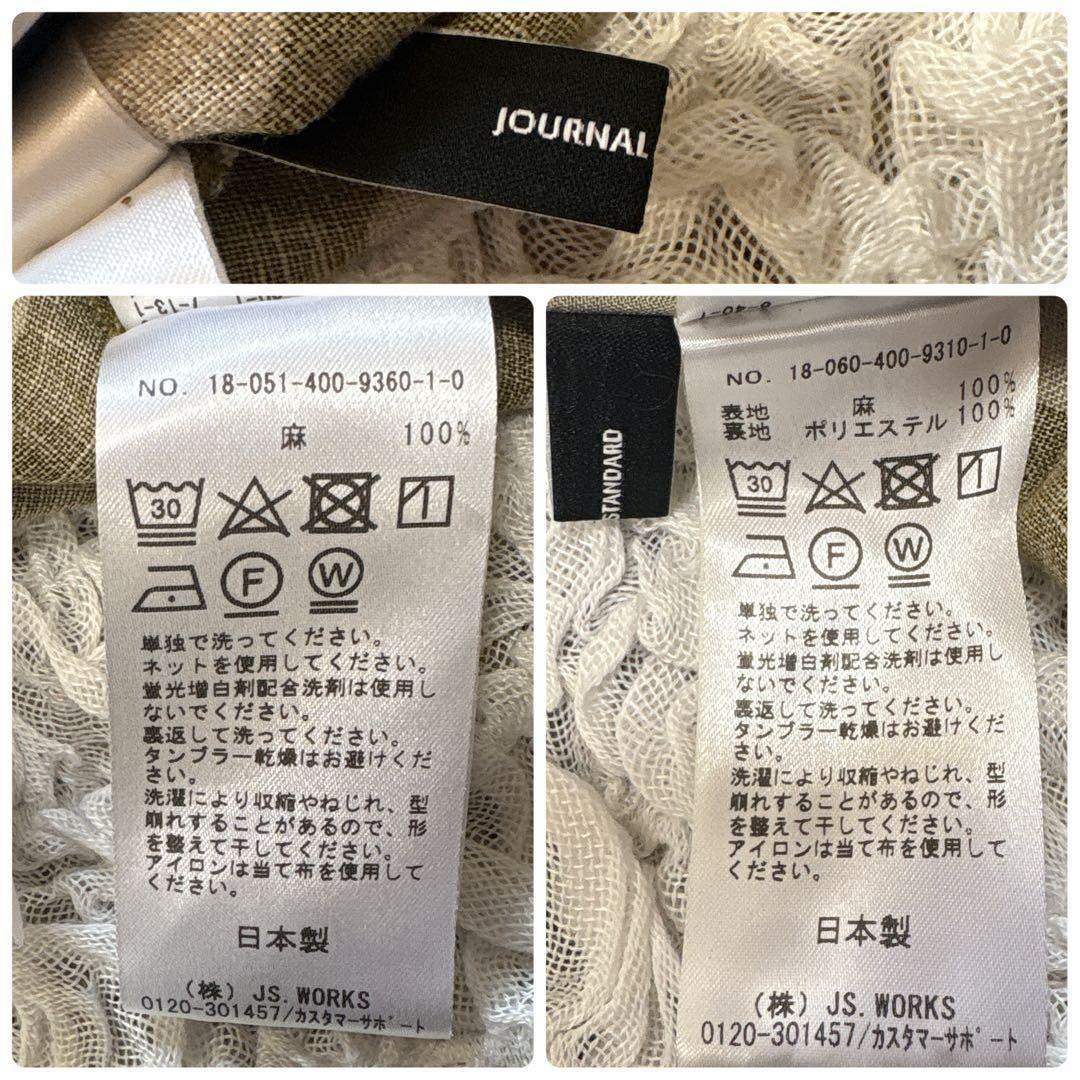 JOURNAL
NO. 18-051-400-9360-1-0
麻 100%
30
F
W
単独で洗ってください。
ネットを使用してください。
蛍光増白剤配合洗剤は使用し
ないでください。
裏返して洗ってください。
タンブラー乾燥はお避けくだ
さい。
洗濯により収縮やねじれ、型
崩れすることがあるので、形
を整えて干してください。
アイロンは当て布を使用して
ください。
日本製
(株) JS.WORKS
0120-301457/カスタマーサポート
STANDARD
NO. 18-060-400-9310-1-0
表地 麻 100%
裏地 ポリエステル 100%
30
F
W
単独で洗ってください。
ネットを使用してください。
蛍光増白剤配合洗剤は使用し
ないでください。
裏返して洗ってください。
タンブラー乾燥はお避けくだ
さい。
洗濯により収縮やねじれ、型
崩れすることがあるので、形
を整えて干してください。
アイロンは当て布を使用して
ください。
日本製
(株) JS.WORKS
0120-301457/カスタマーサポート